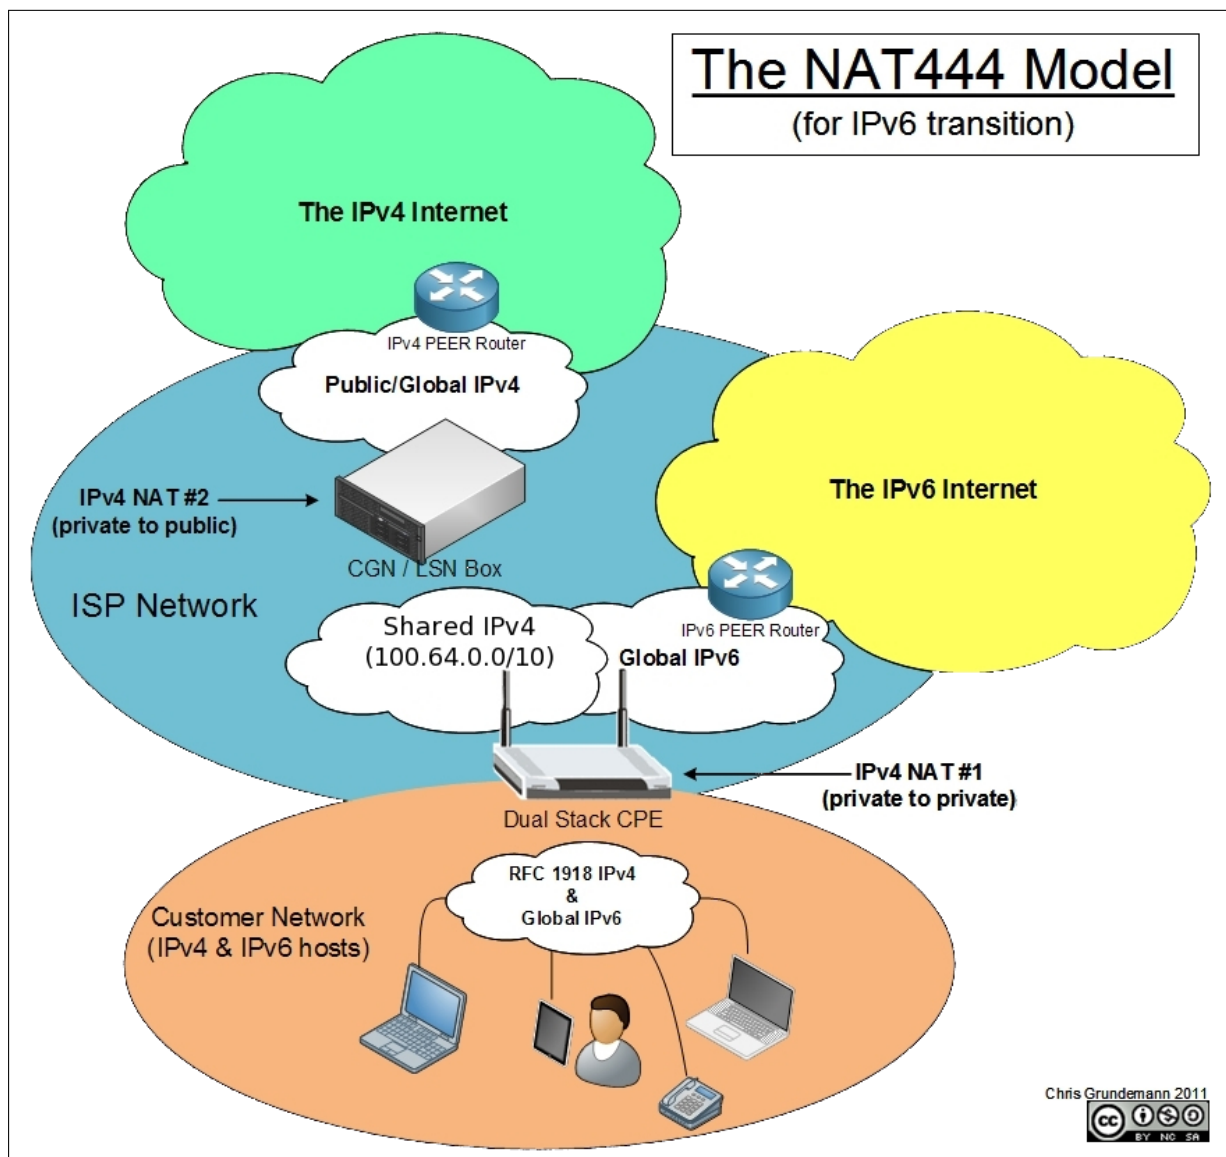 The NAT444 Model
(for IPv6 transition)
The IPv4 Internet
IPv4 PEER Router
Public/Global IPv4
IPv4 NAT #2
(private to public)
CGN / LSN Box
The IPv6 Internet
ISP Network
Shared IPv4
(100.64.0.0/10)
IPv6 PEER Router
Global IPv6
IPv4 NAT #1
(private to private)
Dual Stack CPE
RFC 1918 IPv4
&
Global IPv6
Customer Network
(IPv4 & IPv6 hosts)
Chris Grundemann 2011
cc
BY NC SA